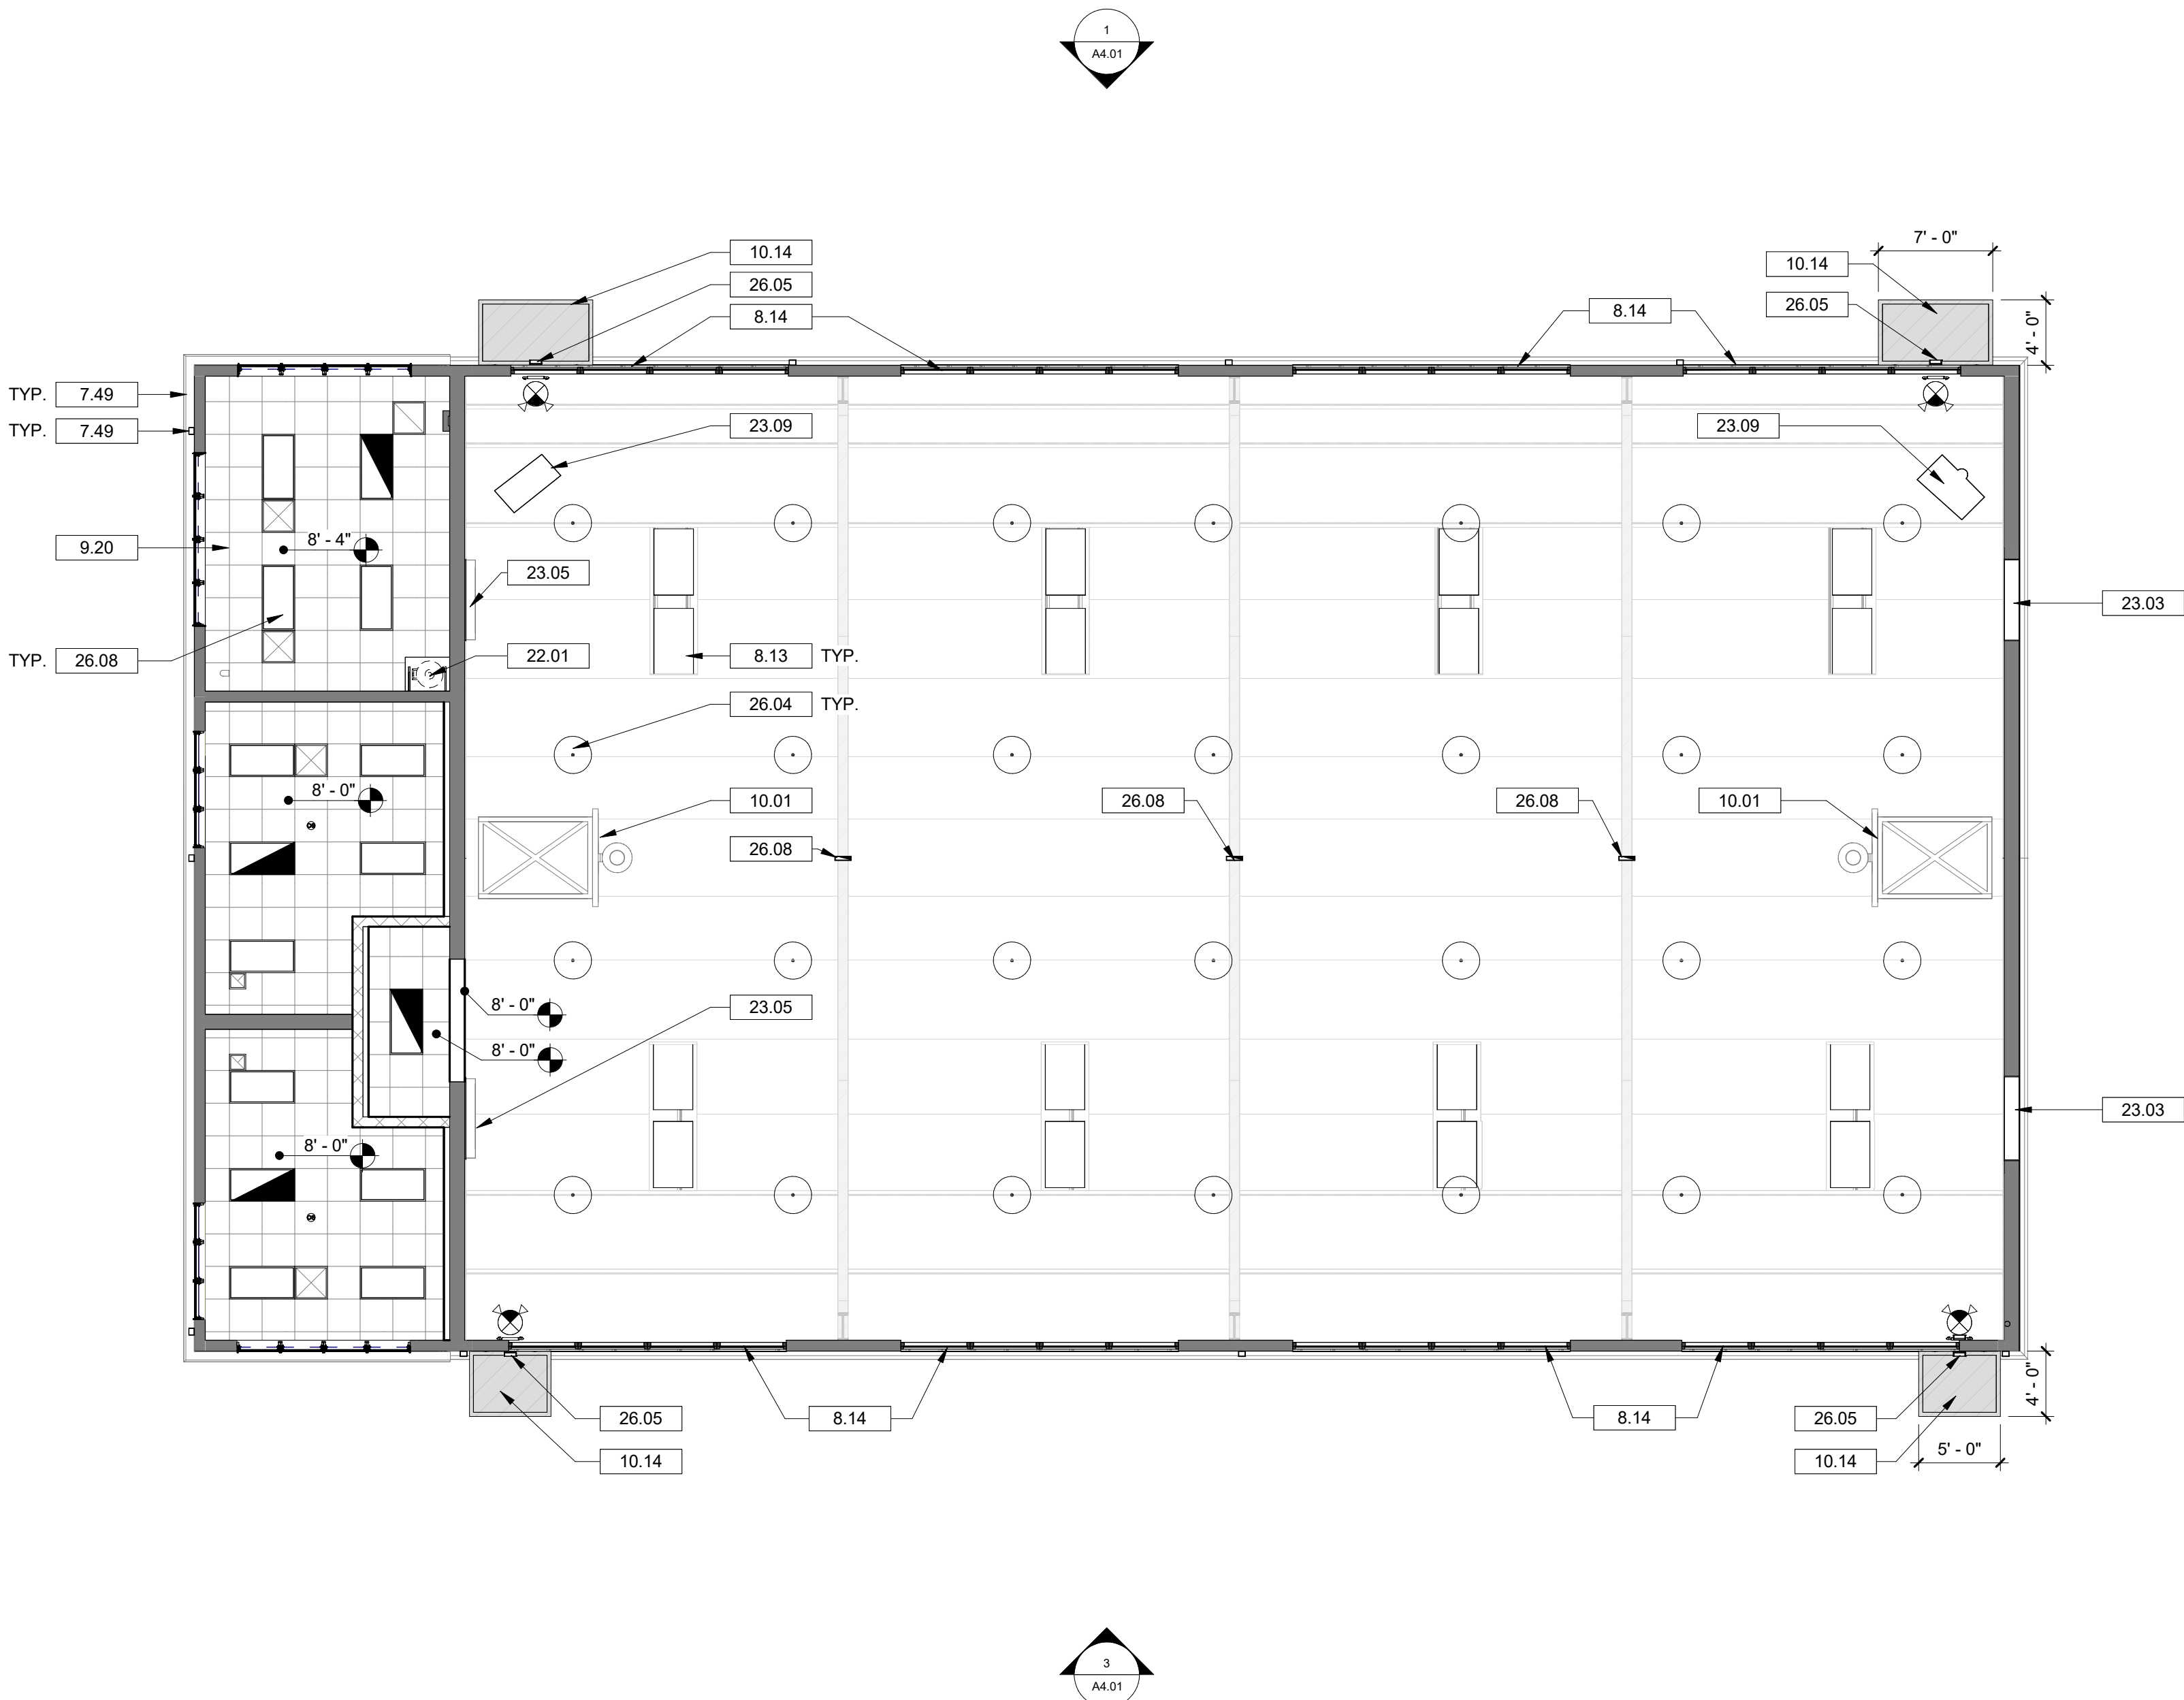 1
A4.01
7' - 0"
10.14
10.14
26.05
26.05
8.14
8.14
4' - 0"
TYP. 7.49
TYP. 7.49
23.09
23.09
8' - 4"
9.20
23.05
23.03
TYP. 26.08
22.01
8.13 TYP.
26.04 TYP.
8' - 0"
10.01
26.08
26.08
10.01
26.08
8' - 0"
23.05
8' - 0"
23.03
8' - 0"
4' - 0"
26.05
8.14
8.14
26.05
5' - 0"
10.14
10.14
3
A4.01